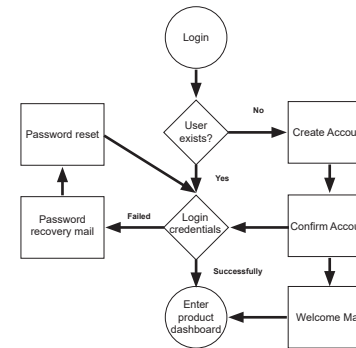 Login
No
User
exists?
Create Accou
Password reset
Yes
Password
recovery mail
Failed
Login
credentials
Confirm Accou
Successfully
Enter
product
dashboard
Welcome Ma